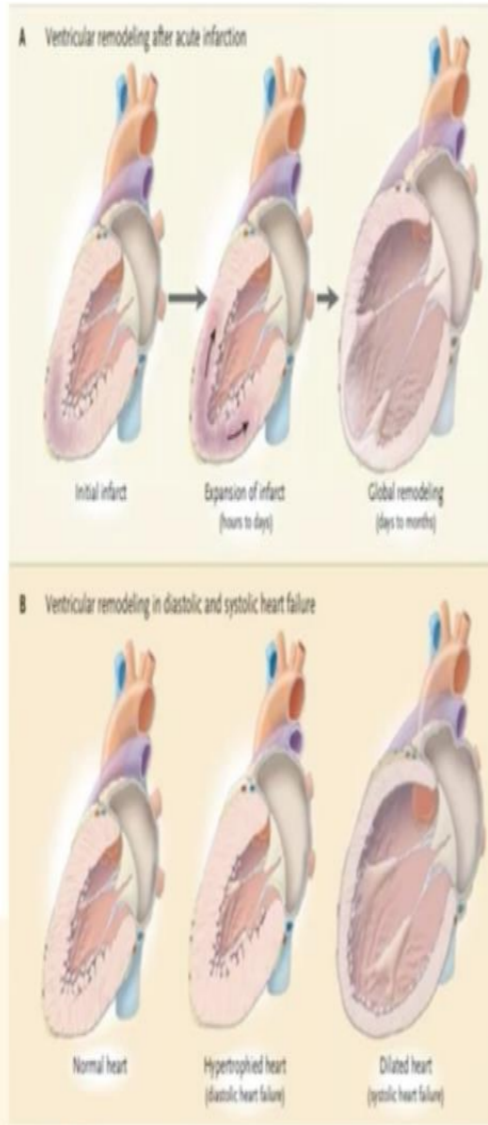 A Ventricular remodeling after acute infarction
Initial infarct
Expansion of infarct
(hours to days)
Global remodeling
(days to months)
B Ventricular remodeling in diastolic and systolic heart failure
Normal heart
Hypertrophied heart
(diastolic heart failure)
Dilated heart
(systolic heart failure)